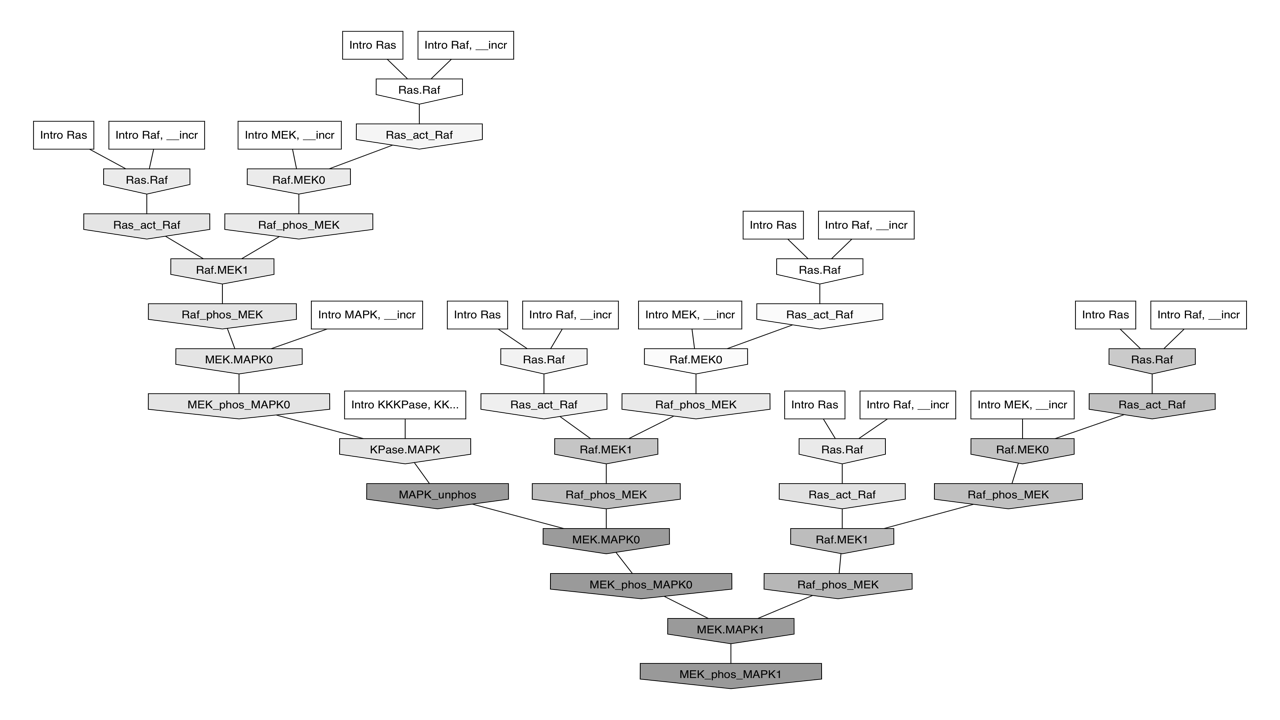 Intro Ras
Intro Raf, __incr
Ras.Raf
Intro Ras
Intro Raf, __incr
Intro MEK, __incr
Ras_act_Raf
Ras.Raf
Raf.MEK0
Ras_act_Raf
Raf_phos_MEK
Intro Ras
Intro Raf, __incr
Raf.MEK1
Ras.Raf
Raf_phos_MEK
Intro MAPK, __incr
Intro Ras
Intro Raf, __incr
Intro MEK, __incr
Ras_act_Raf
Intro Ras
Intro Raf, __incr
MEK.MAPK0
Ras.Raf
Raf.MEK0
Ras.Raf
MEK_phos_MAPK0
Intro KKKPase, KK...
Ras_act_Raf
Raf_phos_MEK
Intro Ras
Intro Raf, __incr
Intro MEK, __incr
Ras_act_Raf
KPase.MAPK
Raf.MEK1
Ras.Raf
Raf.MEK0
MAPK_unphos
Raf_phos_MEK
Ras_act_Raf
Raf_phos_MEK
MEK.MAPK0
Raf.MEK1
MEK_phos_MAPK0
Raf_phos_MEK
MEK.MAPK1
MEK_phos_MAPK1